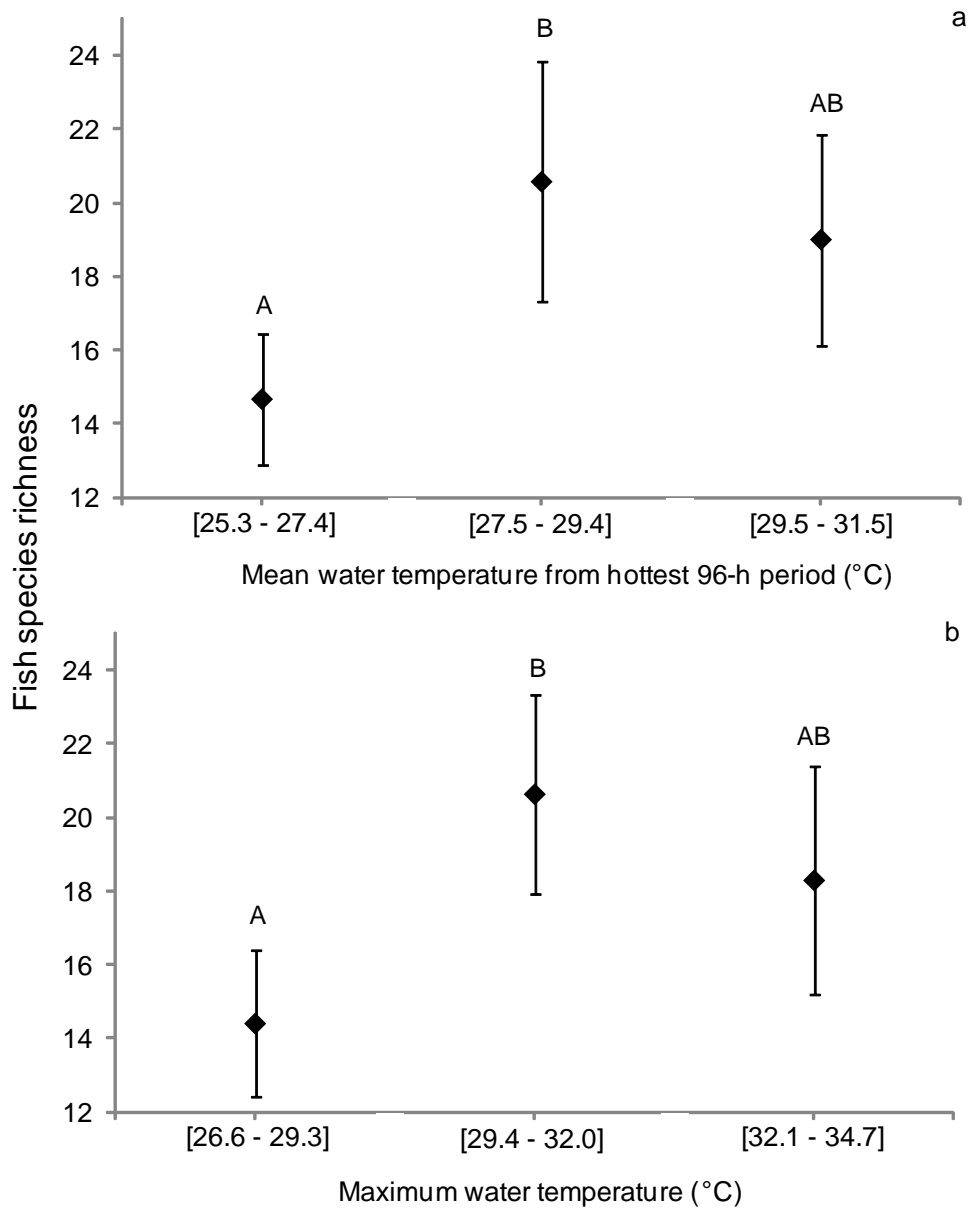 a
B
24
AB
22
20
18
A
16
14
12
[25.3 - 27.4] [27.5 - 29.4] [29.5 - 31.5]
Mean water temperature from hottest 96-h period (°C)
Fish species richness
b
B
24
AB
22
20
18
A
16
14
12
[26.6 - 29.3] [29.4 - 32.0] [32.1 - 34.7]
Maximum water temperature (°C)